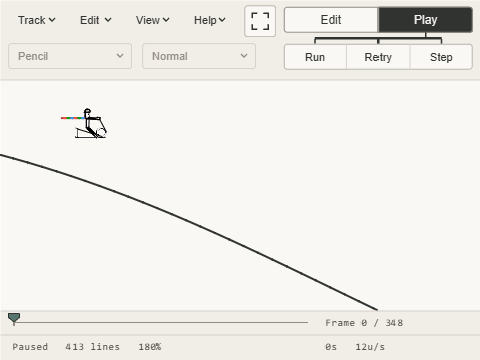 Track Edit View Help Edit Play
Pencil Normal Run Retry Step
Frame 0 / 348
Paused 413 lines 180% 0s 12u/s